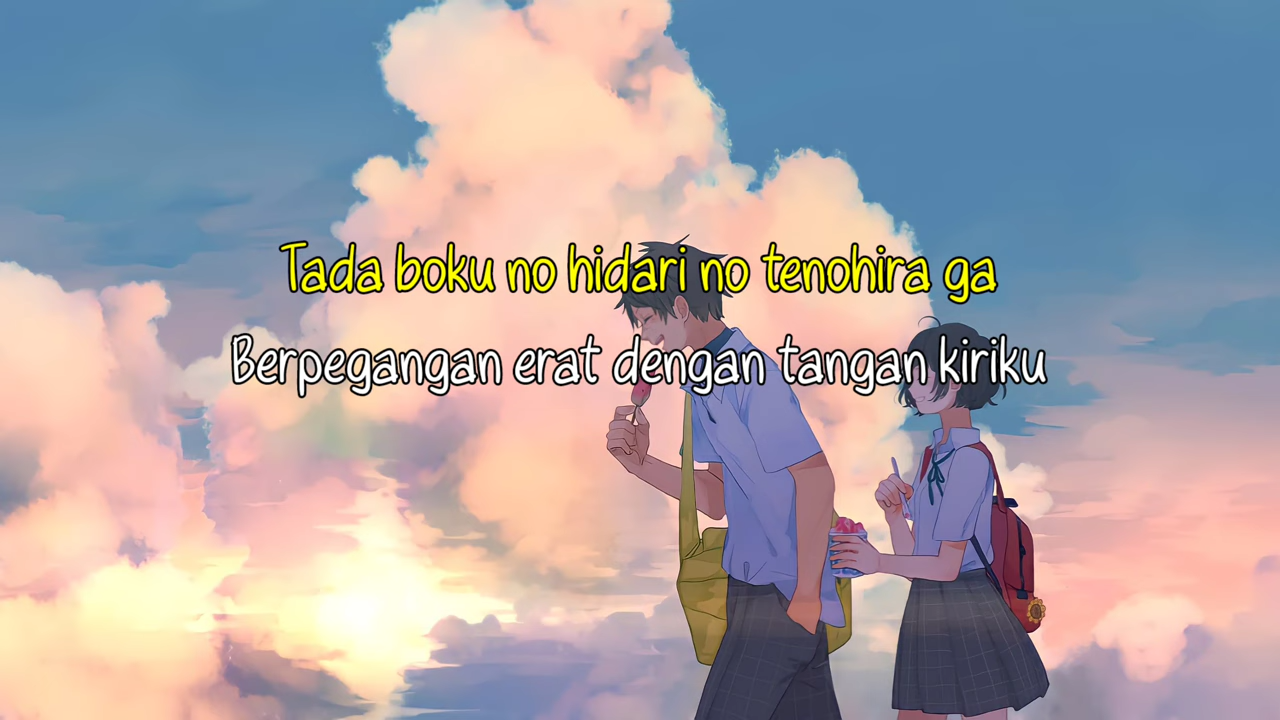 Tada boku no hidari no tenohira ga
Berpegangan erat dengan tangan kiriku